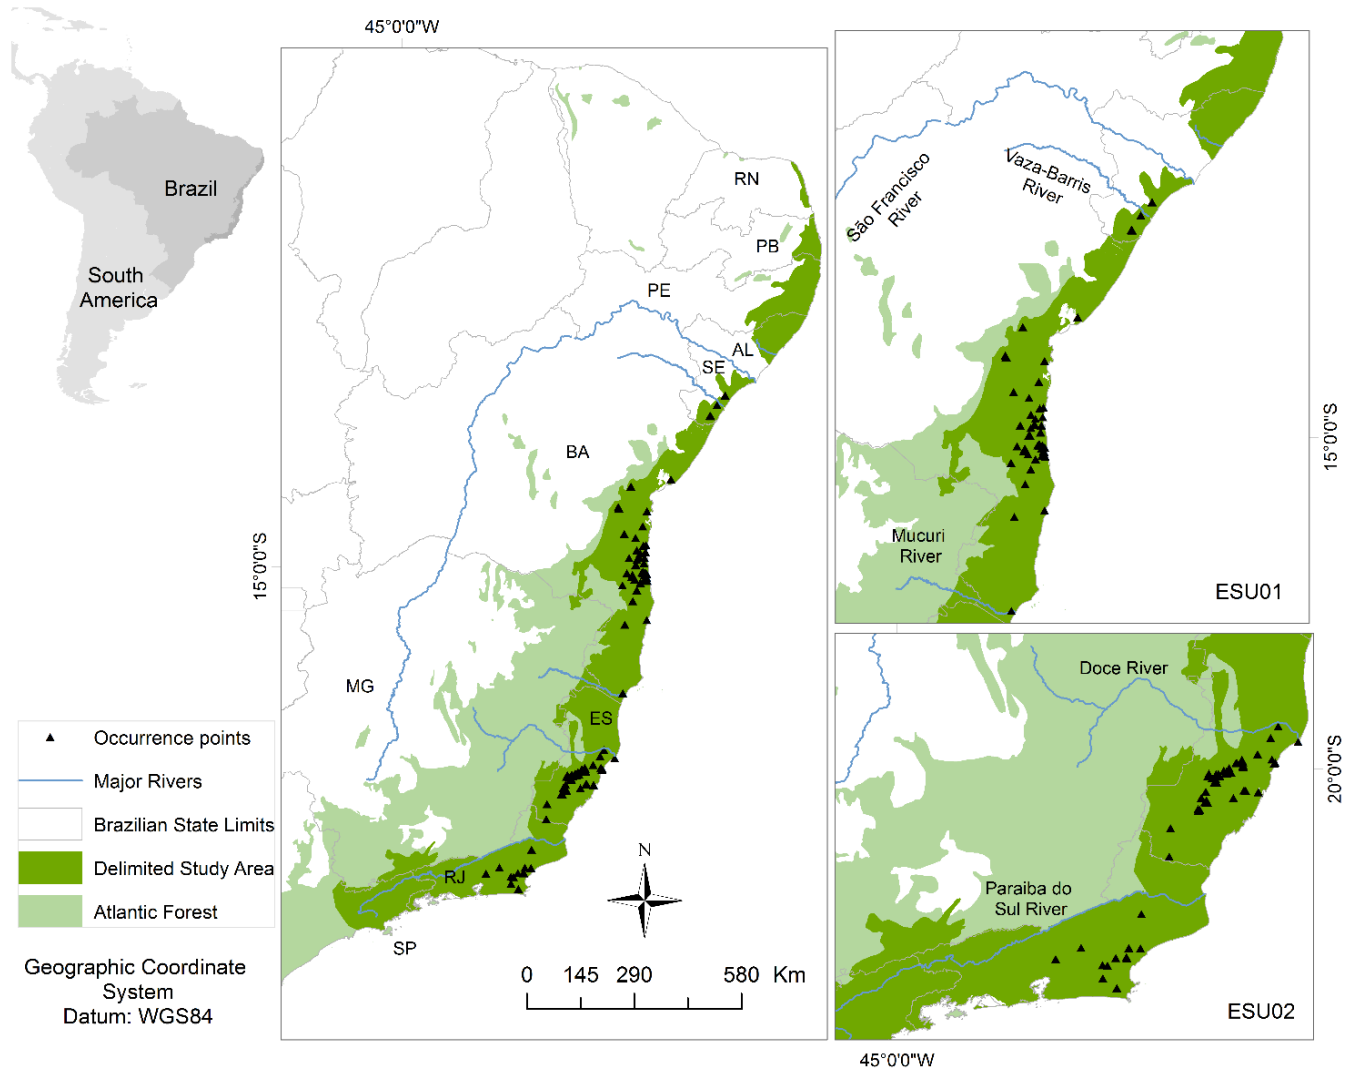 45°0'0"W
Brazil
South
America
RN
PB
PE
AL
SE
BA
15°0'0"S
MG
ES
RJ
SP
N
0 145 290 580 Km
Occurrence points
Major Rivers
Brazilian State Limits
Delimited Study Area
Atlantic Forest
Geographic Coordinate
System
Datum: WGS84
São Francisco
River
Vaza-Barris
River
Mucuri
River
15°0'0"S
ESU01
Doce River
20°0'0"S
Paraiba do
Sul River
ESU02
45°0'0"W